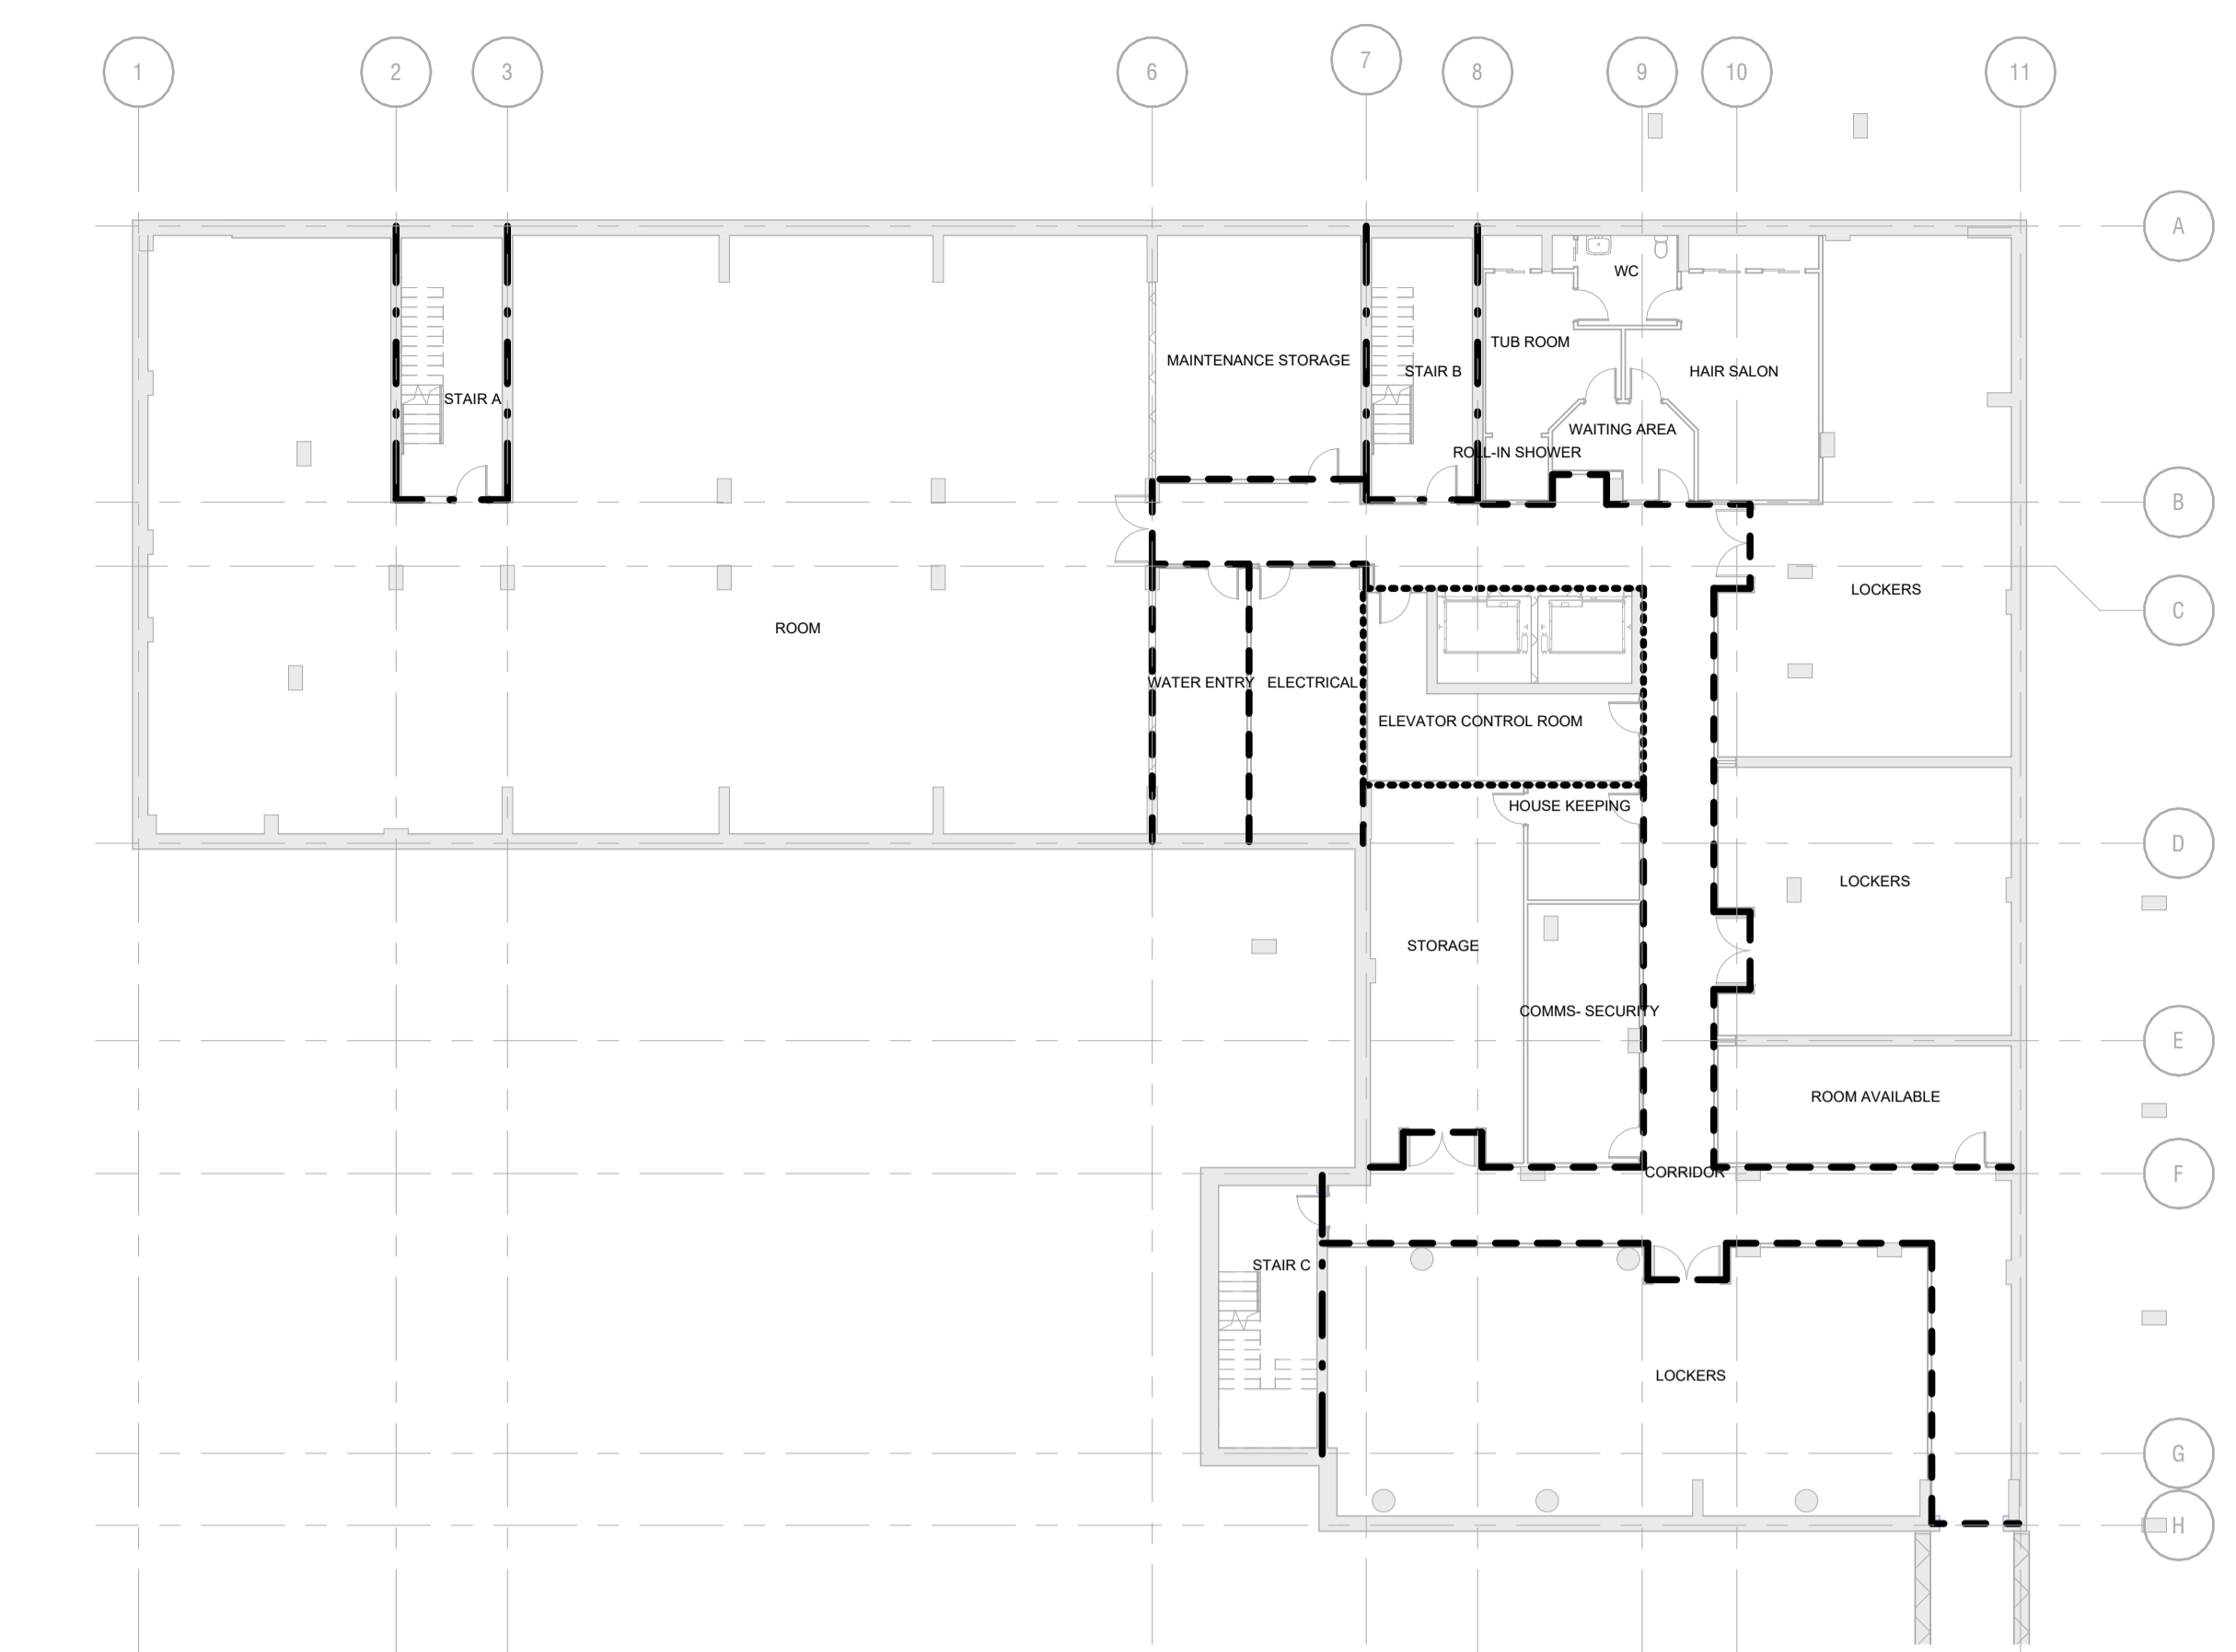 1
2
3
6
7
8
9
10
11
A
WC
TUB ROOM
MAINTENANCE STORAGE
STAIR B
HAIR SALON
STAIR A
WAITING AREA
ROLL-IN SHOWER
B
LOCKERS
C
ROOM
WATER ENTRY
ELECTRICAL
ELEVATOR CONTROL ROOM
HOUSE KEEPING
D
LOCKERS
STORAGE
COMMS- SECURITY
E
ROOM AVAILABLE
CORRIDOR
F
STAIR C
LOCKERS
G
H